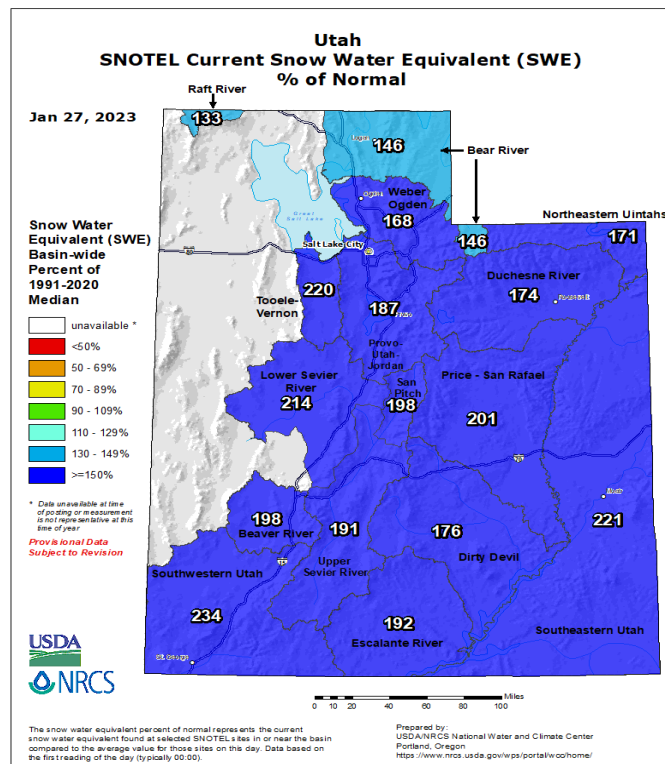 Utah
SNOTEL Current Snow Water Equivalent (SWE)
% of Normal
Raft River
Jan 27, 2023
133
146
Bear River
Weber
Ogden
168
Northeastern Uintahs
171
146
Salt Lake City
Duchesne River
174
220
Tooele-
Vernon
187
Provo-
Utah-
Jordan
Snow Water
Equivalent (SWE)
Basin-wide
Percent of
1991-2020
Median
unavailable *
<50%
50 - 69%
70 - 89%
90 - 109%
110 - 129%
130 - 149%
>=150%
* Data unavailable at time
of posting or measurement
is not representative at this
time of year
Provisional Data
Subject to Revision
Great
Salt Lake
Lower Sevier
River
214
San
Pitch
198
Price - San Rafael
201
198
Beaver River
191
Upper
Sevier River
176
Dirty Devil
221
Southwestern Utah
15
234
192
Escalante River
Southeastern Utah
USDA
NRCS
Miles
0 10 20 40 60 80 100
The snow water equivalent percent of normal represents the current
snow water equivalent found at selected SNOTEL sites in or near the basin
compared to the average value for those sites on this day. Data based on
the first reading of the day (typically 00:00).
Prepared by:
USDA/NRCS National Water and Climate Center
Portland, Oregon
https://www.nrcs.usda.gov/wps/portal/wcc/home/